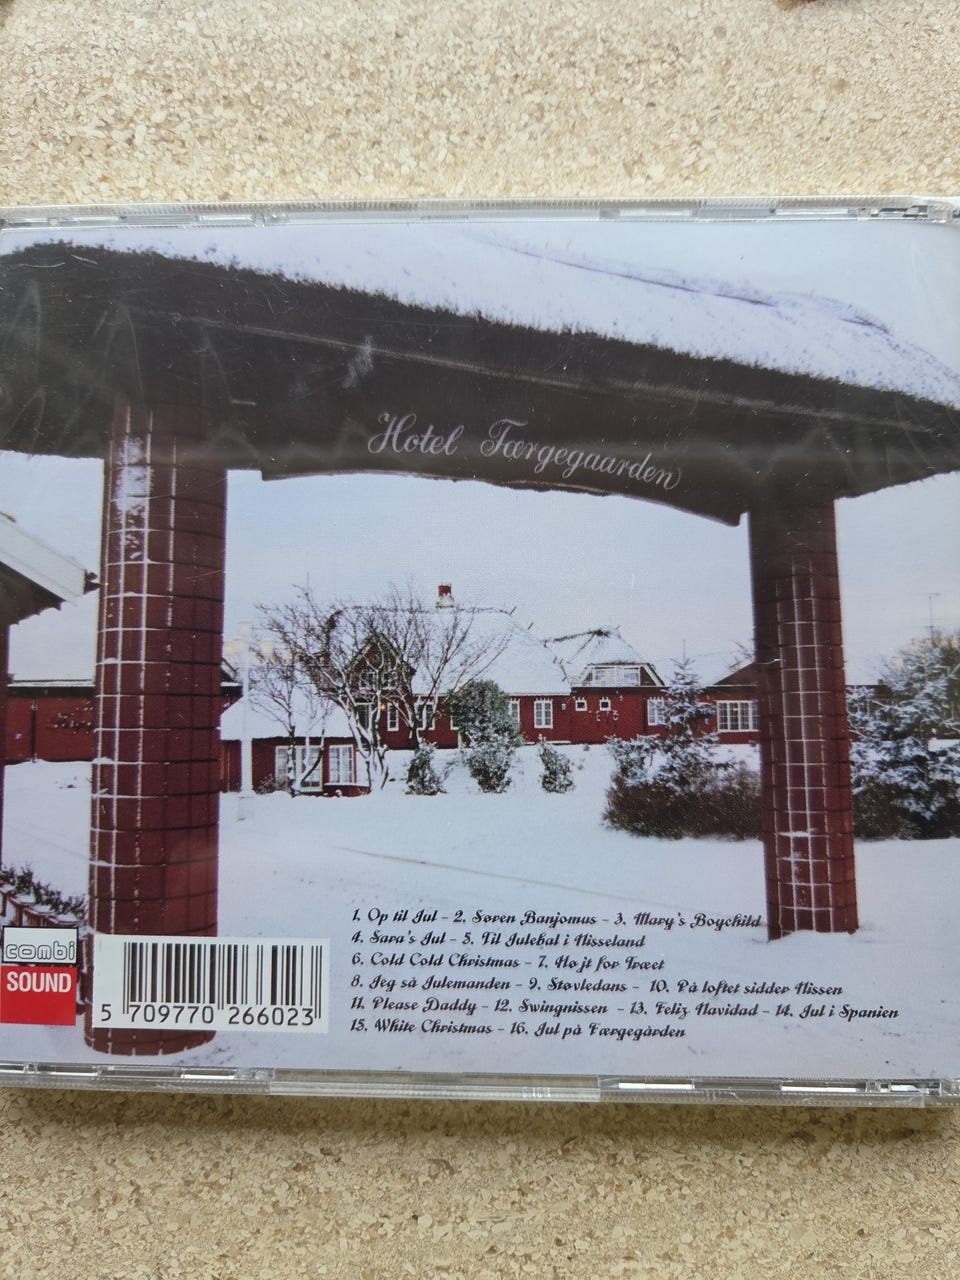 Hotel Færgegaarden
1. Op til Jul - 2. Søren Banjomus - 3. Mary's Boychild
4. Sara's Jul - 5. Til Julebal i Nisseland
6. Cold Cold Christmas - 7. Højt for Træet
8. Jeg så Julemanden - 9. Støvledans - 10. På loftet sidder Nissen
11. Please Daddy - 12. Swingnissen - 13. Feliz Navidad - 14. Jul i Spanien
15. White Christmas - 16. Jul på Færgegården
combi
SOUND
5 709770 266023